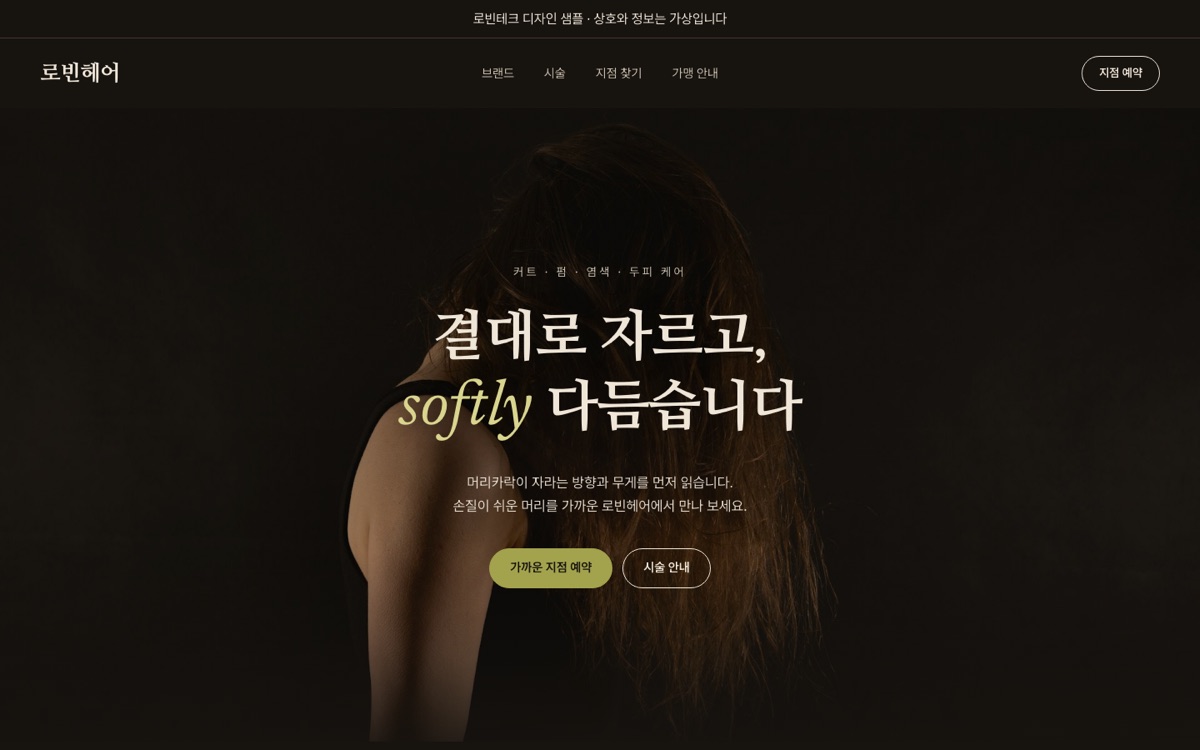 로빈테크 디자인 샘플 · 상호와 정보는 가상입니다
로빈헤어
브랜드
시술
지점 찾기
가맹 안내
지점 예약
커트 · 펌 · 염색 · 두피 케어
결대로 자르고,
softly 다듬습니다
머리카락이 자라는 방향과 무게를 먼저 읽습니다.
손질이 쉬운 머리를 가까운 로빈헤어에서 만나 보세요.
가까운 지점 예약
시술 안내